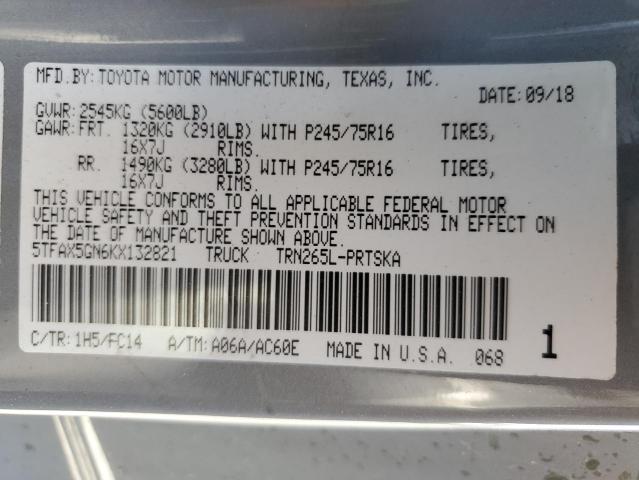 MFD.BY:TOYOTA MOTOR MANUFACTURING, TEXAS, INC.
DATE:09/18
GVWR:2545KG (5600LB)
GAWR:FRT. 1320KG (2910LB) WITH P245/75R16 TIRES,
16X7J RIMS.
RR. 1490KG (3280LB) WITH P245/75R16 TIRES,
16X7J RIMS.
THIS VEHICLE CONFORMS TO ALL APPLICABLE FEDERAL MOTOR
VEHICLE SAFETY AND THEFT PREVENTION STANDARDS IN EFFECT ON
THE DATE OF MANUFACTURE SHOWN ABOVE.
5TFAX5GN6KX132821 TRUCK TRN265L-PRTSKA
C/TR:1H5/FC14 A/TM:A06A/AC60E MADE IN U.S.A. 068 1